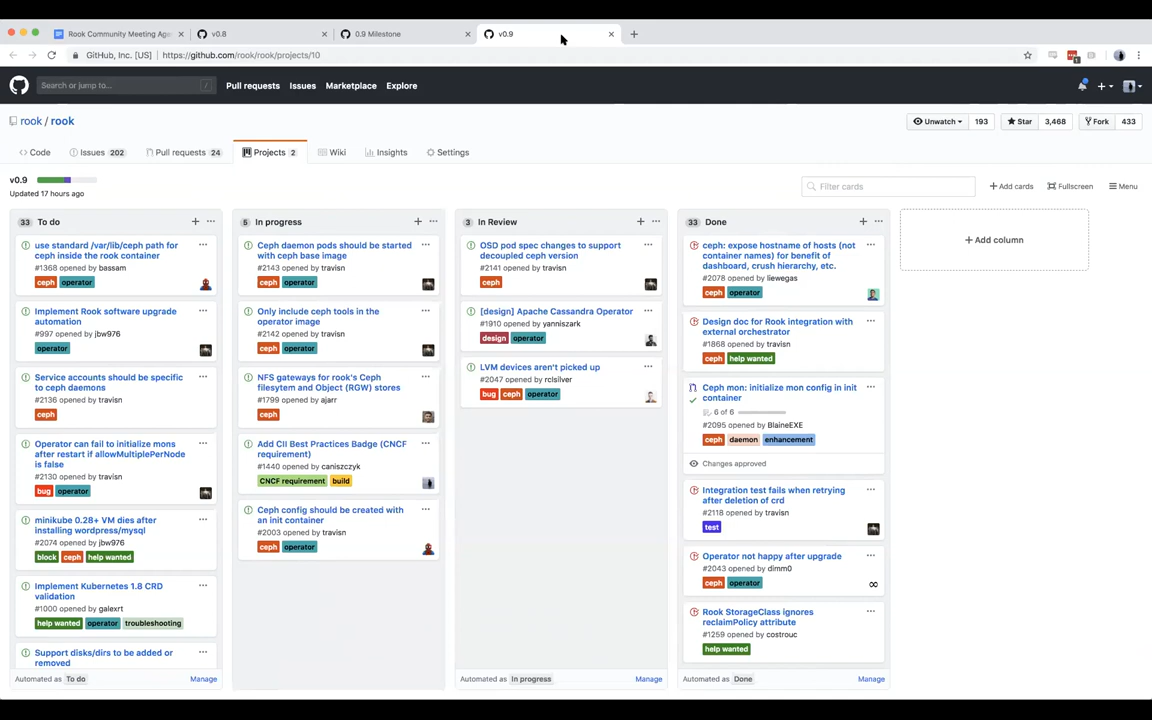 Rook Community Meeting Age
v0.8
0.9 Milestone
v0.9
GitHub, Inc. [US]
https://github.com/rook/rook/projects/10
Search or jump to...
/
Pull requests
Issues
Marketplace
Explore
rook / rook
Unwatch
193
Star
3,468
Fork
433
Code
Issues 202
Pull requests 24
Projects 2
Wiki
Insights
Settings
v0.9
Updated 17 hours ago
Filter cards
Add cards
Fullscreen
Menu
33 To do
use standard /var/lib/ceph path for
ceph inside the rook container
#1368 opened by bassam
ceph operator
Implement Rook software upgrade
automation
#997 opened by jbw976
operator
Service accounts should be specific
to ceph daemons
#2136 opened by travisn
ceph
Operator can fail to initialize mons
after restart if allowMultiplePerNode
is false
#2130 opened by travisn
bug operator
minikube 0.28+ VM dies after
installing wordpress/mysql
#2074 opened by jbw976
block ceph help wanted
Implement Kubernetes 1.8 CRD
validation
#1000 opened by galexrt
help wanted operator troubleshooting
Support disks/dirs to be added or
removed
Automated as To do
Manage
5 In progress
Ceph daemon pods should be started
with ceph base image
#2143 opened by travisn
ceph operator
Only include ceph tools in the
operator image
#2142 opened by travisn
ceph operator
NFS gateways for rook's Ceph
filesytem and Object (RGW) stores
#1799 opened by ajarr
ceph
Add CII Best Practices Badge (CNCF
requirement)
#1440 opened by caniszczyk
CNCF requirement build
Ceph config should be created with
an init container
#2003 opened by travisn
ceph operator
3 In Review
OSD pod spec changes to support
decoupled ceph version
#2141 opened by travisn
ceph
[design] Apache Cassandra Operator
#1910 opened by yanniszark
design operator
LVM devices aren't picked up
#2047 opened by rclsilver
bug ceph operator
Automated as In progress
Manage
33 Done
ceph: expose hostname of hosts (not
container names) for benefit of
dashboard, crush hierarchy, etc.
#2078 opened by liewegas
ceph operator
Design doc for Rook integration with
external orchestrator
#1868 opened by travisn
ceph help wanted
Ceph mon: initialize mon config in init
container
6 of 6
#2095 opened by BlaineEXE
ceph daemon enhancement
Changes approved
Integration test fails when retrying
after deletion of crd
#2118 opened by travisn
test
Operator not happy after upgrade
#2043 opened by dimm0
ceph operator
Rook StorageClass ignores
reclaimPolicy attribute
#1259 opened by costrouc
help wanted
Automated as Done
Manage
Add column